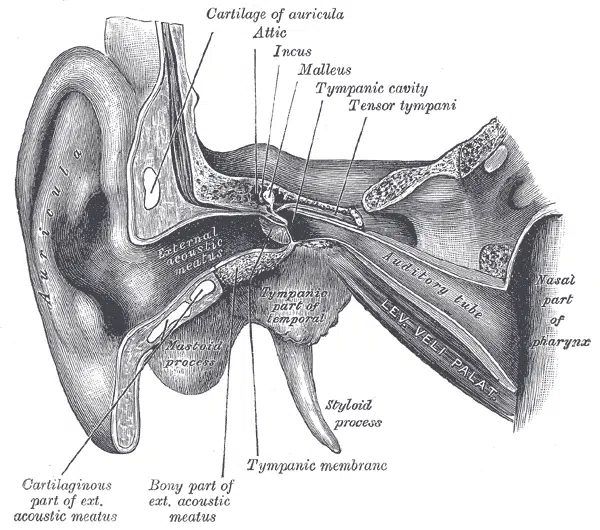 Cartilage of auricula
Attic
Incus
Malleus
Tympanic cavity
Tensor tympani
Auricula
External
acoustic
meatus
Auditory tube
Nasal
part
of
pharynx
Tympanic
part of
temporal
LEV. VELI PALAT.
Mastoid
process
Styloid
process
Tympanic membrane
Cartilaginous
part of ext.
acoustic meatus
Bony part of
ext. acoustic
meatus